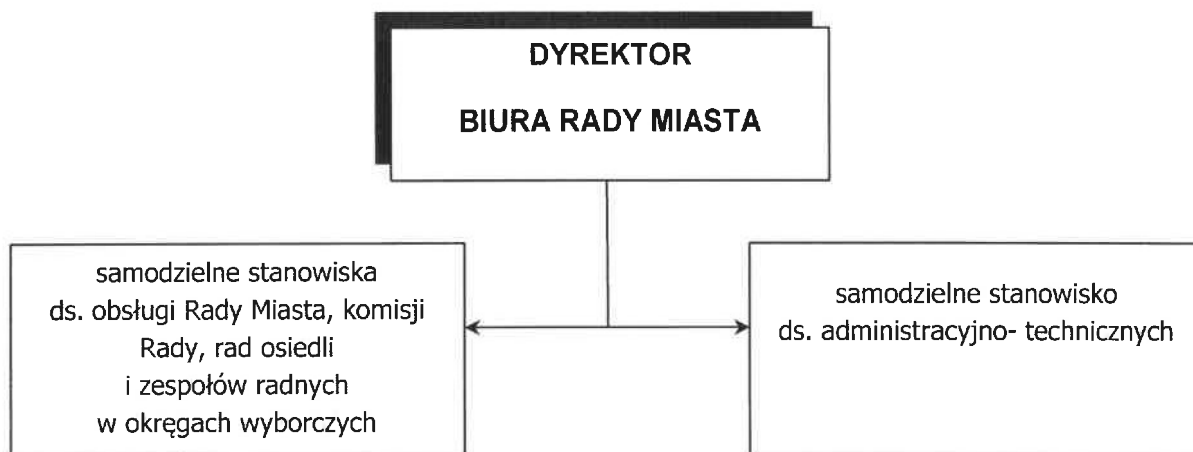 DYREKTOR
BIURA RADY MIASTA
samodzielne stanowiska
ds. obsługi Rady Miasta, komisji
Rady, rad osiedli
i zespołów radnych
w okręgach wyborczych
samodzielne stanowisko
ds. administracyjno- technicznych